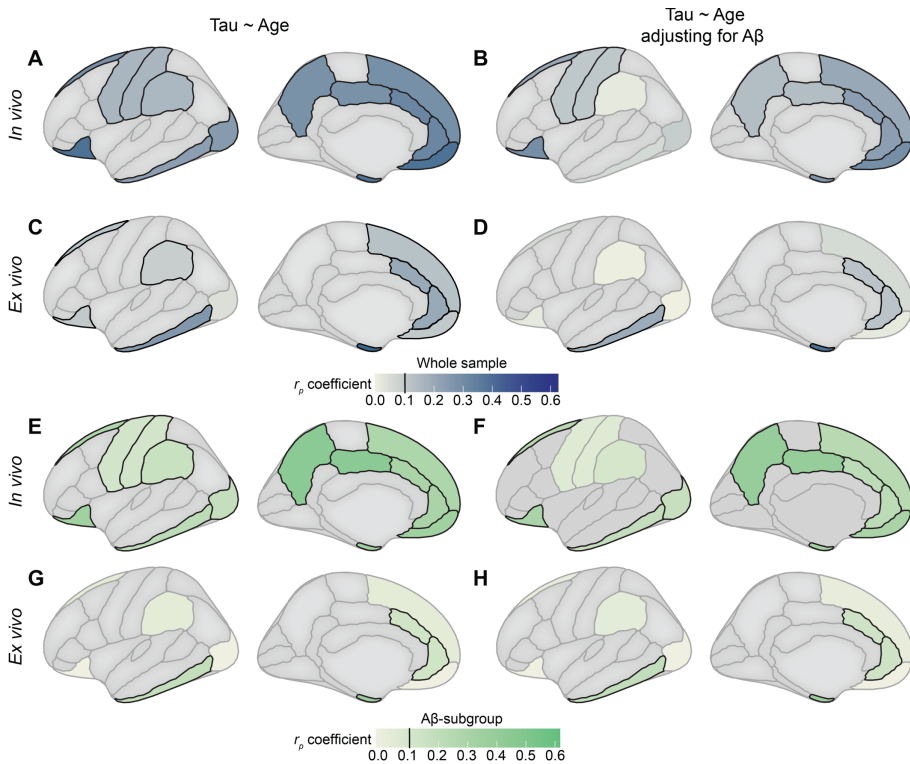 Tau ~ Age
Tau ~ Age
adjusting for Aβ
A
B
In vivo
C
D
Ex vivo
Whole sample
rp coefficient
0.0 0.1 0.2 0.3 0.4 0.5 0.6
E
F
In vivo
G
H
Ex vivo
Aβ-subgroup
rp coefficient
0.0 0.1 0.2 0.3 0.4 0.5 0.6